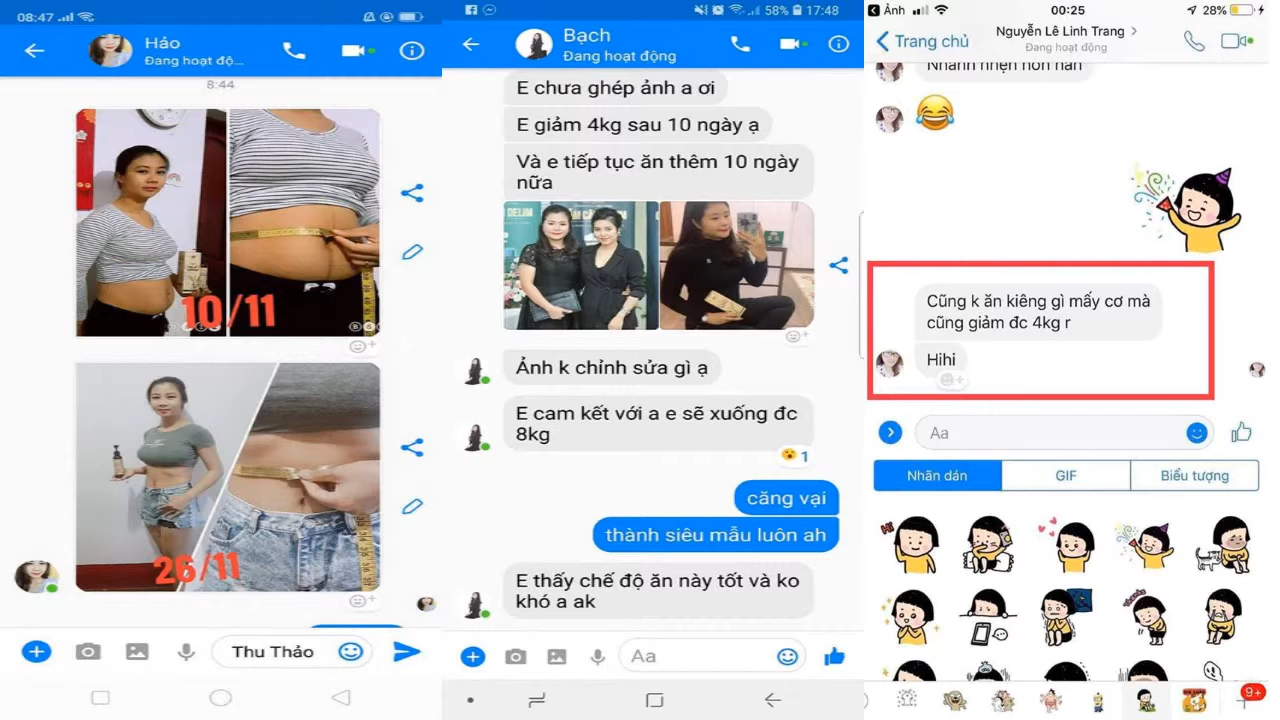 08:47
Hảo
Đang hoạt độ...
8:44
10/11
26/11
Thu Thảo
58% 17:48
Bạch
Đang hoạt động
E chưa ghép ảnh a ơi
E giảm 4kg sau 10 ngày ạ
Và e tiếp tục ăn thêm 10 ngày
nữa
Ảnh k chỉnh sửa gì ạ
E cam kết với a e sẽ xuống đc
8kg
1
căng vại
thành siêu mẫu luôn ah
E thấy chế độ ăn này tốt và ko
khó a ak
Aa
Ảnh
00:25
28%
Trang chủ
Nguyễn Lê Linh Trang
Đang hoạt động
Nhanh nhẹn hơn hẳn
Cũng k ăn kiêng gì mấy cơ mà
cũng giảm đc 4kg r
Hihi
Aa
Nhãn dán
GIF
Biểu tượng
Hi
Thanks
9+